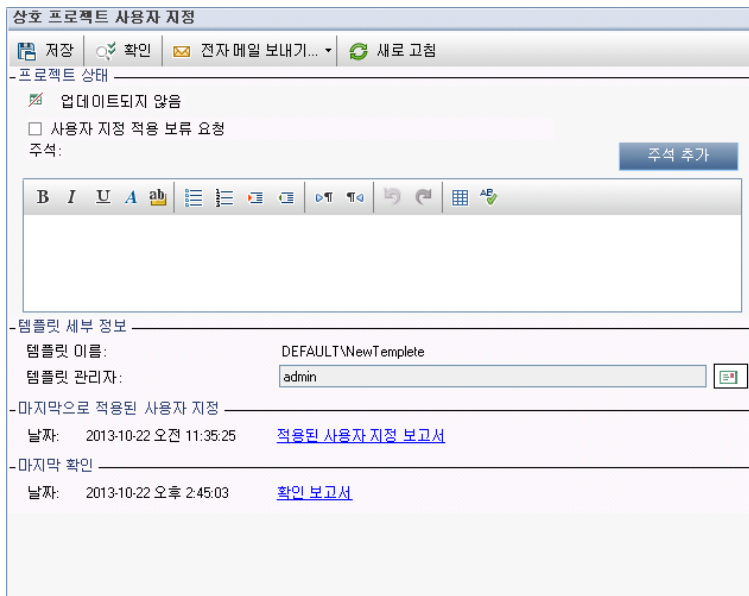 상호 프로젝트 사용자 지정
저장 확인 전자 메일 보내기... 새로 고침
프로젝트 상태
업데이트되지 않음
사용자 지정 적용 보류 요청
주석:
주석 추가
B I U A ab ABC
템플릿 세부 정보
템플릿 이름: DEFAULT\NewTemplete
템플릿 관리자: admin
마지막으로 적용된 사용자 지정
날짜: 2013-10-22 오전 11:35:25 적용된 사용자 지정 보고서
마지막 확인
날짜: 2013-10-22 오후 2:45:03 확인 보고서